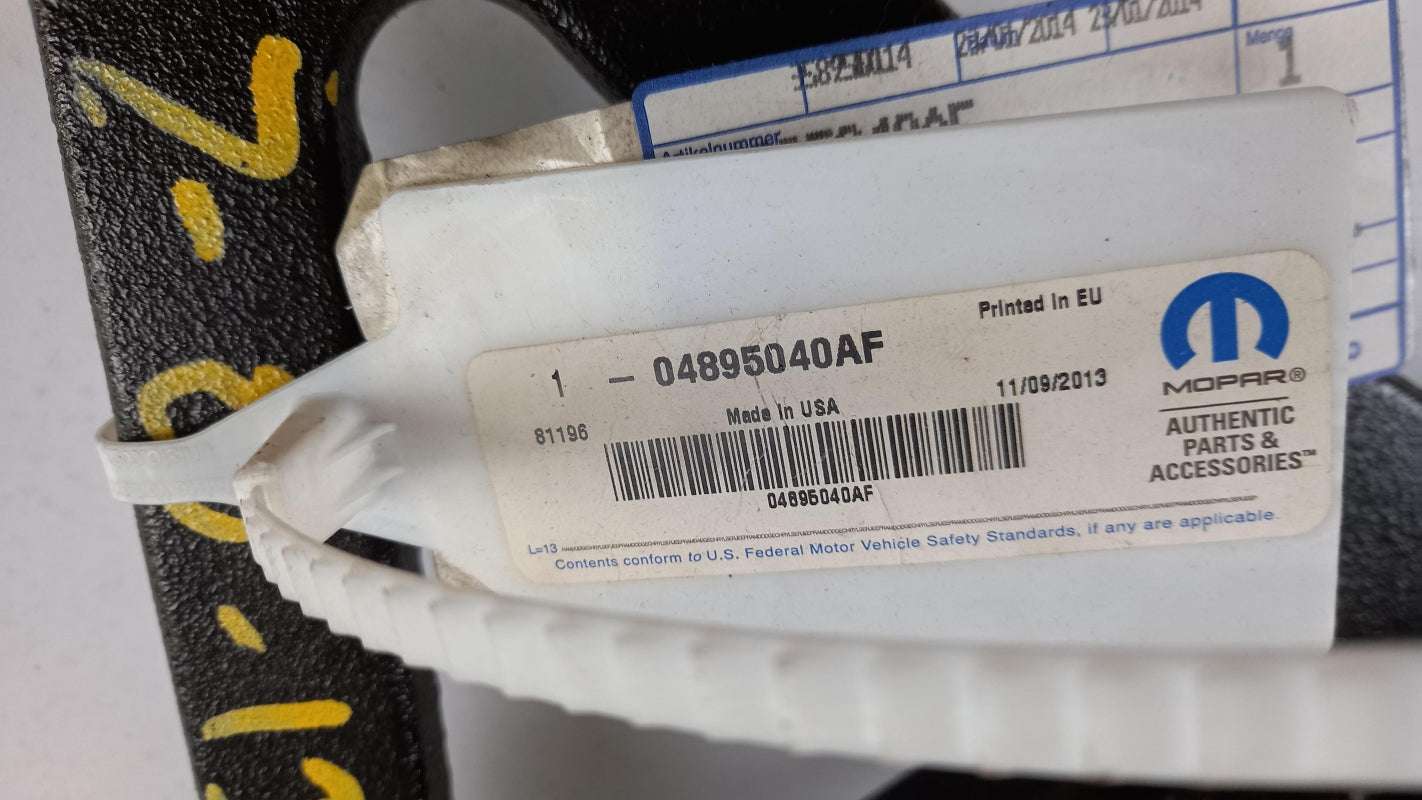 Menge
1
Artikelnummer
Printed in EU
1 – 04895040AF
11/09/2013
Made In USA
81196
04895040AF
MOPAR®
AUTHENTIC
PARTS &
ACCESSORIES™
L=13
Contents conform to U.S. Federal Motor Vehicle Safety Standards, if any are applicable.